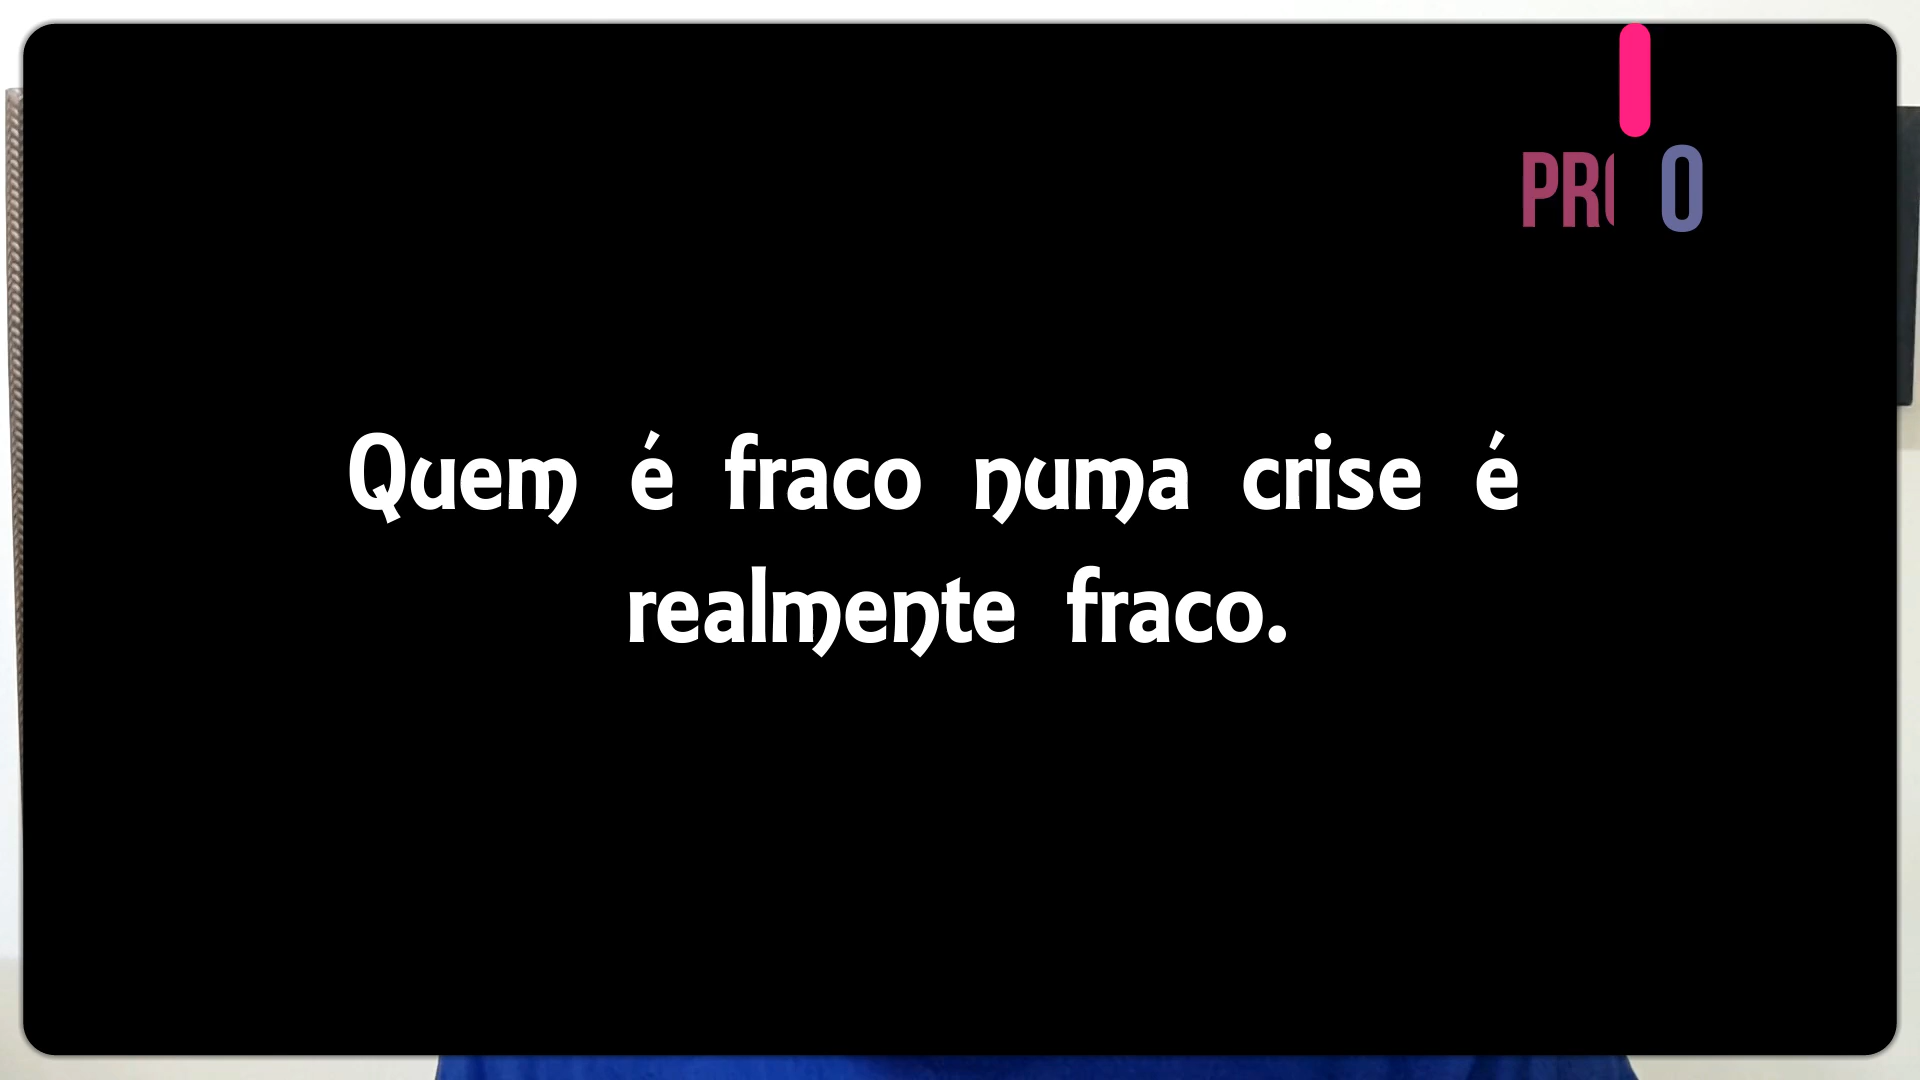 Quem é fraco numa crise é
realmente fraco.